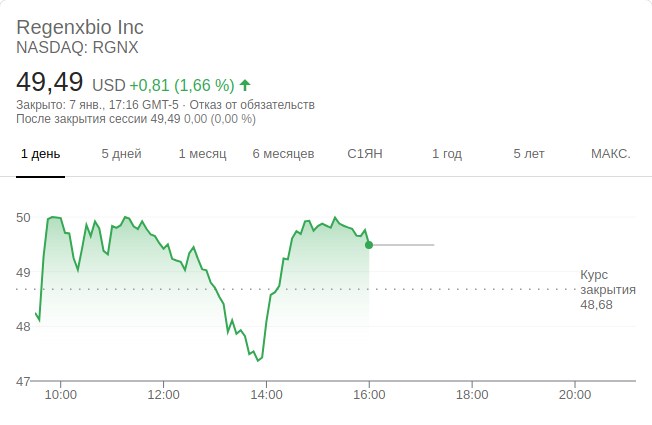 Regenxbio Inc
NASDAQ: RGNX
49,49 USD +0,81 (1,66 %)
Закрыто: 7 янв., 17:16 GMT-5 · Отказ от обязательств
После закрытия сессии 49,49 0,00 (0,00 %)
1 день 5 дней 1 месяц 6 месяцев С1ЯН 1 год 5 лет МАКС.
50
49
Курс
закрытия
48,68
48
47
10:00 12:00 14:00 16:00 18:00 20:00